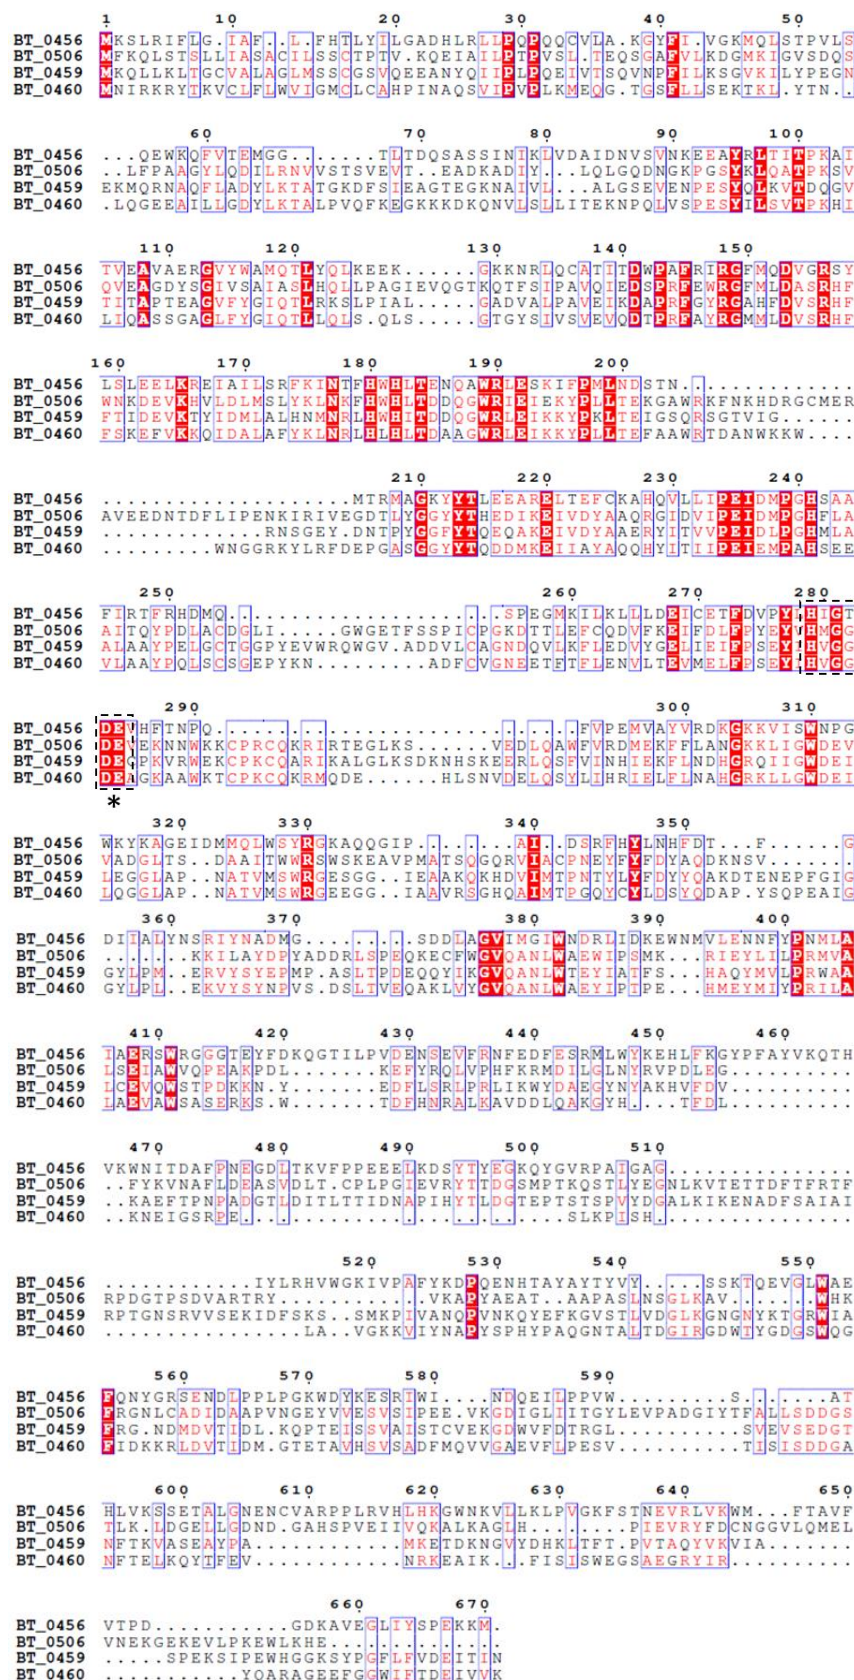 1 10 20 30 40 50
BT_0456 MKSLRIFLG.IAF..L.FHTLYILGADHLRLLPQPQQCVLA.KGYFI.VGKMQLSTPVLS
BT_0506 MFKQLSTSLLIASACILSSCTPTV.KQEIAILPTPVSL.TEQSGAFVLKDGMKIGVSDQS
BT_0459 MKQLLKLTGCVALAGLMSSCGSVQEEANYQIIPLPQEIVTSQVNPFILKSGVKILYPEGN
BT_0460 MNIRKRYTKVCLFLWVIGMCLCAHPINAQSVIPVPLKMEQG.TGSFLLSEKTKL.YTN..
60 70 80 90 100
BT_0456 ...QEWKQFVTEMGG......TLTDQSASSINIKLVDAIDNVSVNKEEAYRLTITPKAI
BT_0506 ..LFPAAGYLQDILRNVVSTSVEVT..EADKADIY...LQLGQDNGKPGSYKLQATPKSV
BT_0459 EKMQRNAQFLADYLKTATGKDFSIEAGTEGKNAIVL..ALGSEVENPESYQLKVTDQGV
BT_0460 .LQGEEAILLGDYLKTALPVQFKEGKKKDKQNVLSLLITEKNPQLVSPESYILSVTPKHI
110 120 130 140 150
BT_0456 TVEAVAERGVYWAMQTLYQLKEEK......GKKNRLQCATITDWPAFRIRGFMQDVGRSY
BT_0506 QVEAGDYSGIVSAIASLHQLLPAGIEVQGTKQTFSIPAVQIEDSPRFEWRGFMLDASRHF
BT_0459 TITAPTEAGVFYGIQTLRKSLPIAL.....GADVALPAVEIKDAPRFGYRGAHFDVSRHF
BT_0460 LIQASSGAGLFYGIQTLLQLS.QLS.....GTGYSIVSVEVQDTPRFAYRGMMLDVSRHF
160 170 180 190 200
BT_0456 LSLEELKREIAILSRFKINTFHWHLTENQAWRLESKIFPMLNDSTN..............
BT_0506 WNKDEVKHVLDLMSLYKLNKFHWHLTDDQGWRIEIEKYPLLTEKGAWRKFNKHDRGCMER
BT_0459 FTIDEVKTYIDMLALHNMNRLHWHITDDQGWRLEIKKYPKLTEIGSQRSGTVIG......
BT_0460 FSKEFVKKQIDALAFYKLNRLHLHLTDAAGWRLEIKKYPLLTEFAAWRTDANWKKW....
210 220 230 240
BT_0456 ....................MTRMAGKYYTLEEARELTEFCKAHQVLLIPEIDMPGHSAA
BT_0506 AVEEDNTDFLIPENKIRIVEGDTLYGGYYTHEDIKEIVDYAAQRGIDVIPEIDMPGHFLA
BT_0459 .............RNSGEY.DNTPYGGFYTQEQAKEIVDYAAERYITVVPEIDLPGHMLA
BT_0460 .........WNGGRKYLRFDEPGASGGYYTQDDMKEIIAYAQQHYITIIPEIEMPAHSEE
250 260 270 280
BT_0456 FIRTFRHDMQ......................SPEGMKILKLLLDEICETFDVPYLHIGT
BT_0506 AITQYPDLACDGLI.....GWGETFSSPICPGKDTTLEFCQDVFKEIFDLFPYEYVHMGG
BT_0459 ALAAYPELGCTGGPYEVWRQWGV.ADDVLCAGNDQVLKFLEDVYGELIEIFPSEYIHVGG
BT_0460 VLAAYPQLSCSGEPYKN.........ADFCVGNEETFTFLENVLTEVMELFPSEYIHVGG
290 300 310
BT_0456 DEVHFTNPQ.............................FVPEMVAYVRDKGKKVISWNPG
BT_0506 DEVEKNNWKKCPRCQKRIRTEGLKS......VEDLQAWFVRDMEKFFLANGKKLIGWDEV
BT_0459 DEQPKVRWEKCPKCQARIKALGLKSDKNHSKEERLQSFVINHIEKFLNDHGRQIIGWDEI
BT_0460 DEAGKAAWKTCPKCQKRMQDE......HLSNVDELQSYLIHRIELFLNAHGRKLLGWDEI
*
320 330 340 350
BT_0456 WKYKAGEIDMMQLWSYRGKAQQGIP.......AI..DSRFHYLNHFDT...F.......G
BT_0506 VADGLTS..DAAITWWRSWSKEAVPMATSQGQRVIACPNEYFYFDYAQDKNSV.......
BT_0459 LEGGLAP..NATVMSWRGESGG..IEAAKQKHDVIMTPNTYLYFDYYQAKDTENEPFGIG
BT_0460 LQGGLAP..NATVMSWRGEEGG..IAAVRSGHQAIMTPGQYCYLDSYQDAP.YSQPEAIG
360 370 380 390 400
BT_0456 DIIALYNSRIYNADMG.........SDDLAGVIMGIWNDRLIDKEWNMVLENNFYPNMLA
BT_0506 ....KKILAYDPYADDRLSPEQKECFWGVQANLWAEWIPSMK...RIEYLILPRMVA
BT_0459 GYLPM..ERVYSYEPMP.ASLTPDEQQYIKGVQANLWTEYIATFS...HAQYMVLPRWAA
BT_0460 GYLPL..EKVYSYNPVS.DSLTVEQAKLVYGVQANLWAEYIPTPE...HMEYMIYPRILA
410 420 430 440 450 460
BT_0456 IAERSWRGGGTEYFDKQGTILPVDENSEVFRNFEDFESRMLWYKEHLFKGYPFAYVKQTH
BT_0506 LSEIAWVQPEAKPDL........KEFYRQLVPHFKRMDILGLNYRVPDLEG.........
BT_0459 LCEVQWSTPDKKN.Y........EDFLSRLPRLIKWYDAEGYNYAKHVFDV.........
BT_0460 LAEVAWSASERKS.W........TDFHNRALKAVDDLQAKGYH...TFDL..........
470 480 490 500 510
BT_0456 VKWNITDAFPNEGDLTKVFPPEEELKDSYTYEGKQYGVRPAIGAG...............
BT_0506 ..FYKVNAFLDEASVDLT.CPLPGIEVRYTTDGSMPTKQSTLYEGNLKVTETTDFTFRTF
BT_0459 ..KAEFTPNPADGTLDITLTTIDNAPIHYTLDGTEPTSTSPVYDGALKIKENADFSAIAI
BT_0460 ..KNEIGSRPE.....................SLKPISH.....................
520 530 540 550
BT_0456 ............IYLRHVWGKIVPAFYKDPQENHTAYAYTYVY.....SSKTQEVGLWAE
BT_0506 RPDGTPSDVARTRY............VKAPYAEAT..AAPASLNSGLKAV.......WHK
BT_0459 RPTGNSRVVSEKIDFSKS..SMKPIVANQPVNKQYEFKGVSTLVDGLKGNGNYKTGRWIA
BT_0460 ................LA..VGKKVIYNAPYSPHYPAQGNTALTDGIRGDWTYGDGSWQG
560 570 580 590
BT_0456 FQNYGRSENDLPPLPGKWDYKESRIWI....NDQEILPPVW.........S.......AT
BT_0506 FRGNLCADIDAAPVNGEYVVESVSIPEE.VKGDIGLIITGYLEVPADGIYTFALLSDDGS
BT_0459 FRG.NDMDVTIDL.KQPTEISSVAISTCVEKGDWVFDTRGL..........SVEVSEDGT
BT_0460 FIDKKRLDVTIDM.GTETAVHSVSADFMQVVGAEVFLPESV..........TISISDDGA
600 610 620 630 640 650
BT_0456 HLVKSSETALGNENCVARPPLRVHLHKGWNKVLLKLPVGKFSTNEVRLVKWM...FTAVF
BT_0506 TLK.LDGELLGDND.GAHSPVEIIVQKALKAGLH........PIEVRYFDCNGGVLQMEL
BT_0459 NFTKVASEAYPA............MKETDKNGVYDHKLTFT.PVTAQYVKVIA.......
BT_0460 NFTELKQYTFEV............NRKEAIK..FISISWEGSAEGRYIR...........
660 670
BT_0456 VTPD...........GDKAVEGLIYSPEKKM.
BT_0506 VNEKGEKEVLPKEWLKHE..............
BT_0459 .....SPEKSIPEWHGGKSYPGFLFVDEITIN
BT_0460 ..........YQARAGEEFGGWIFTDEIVVK